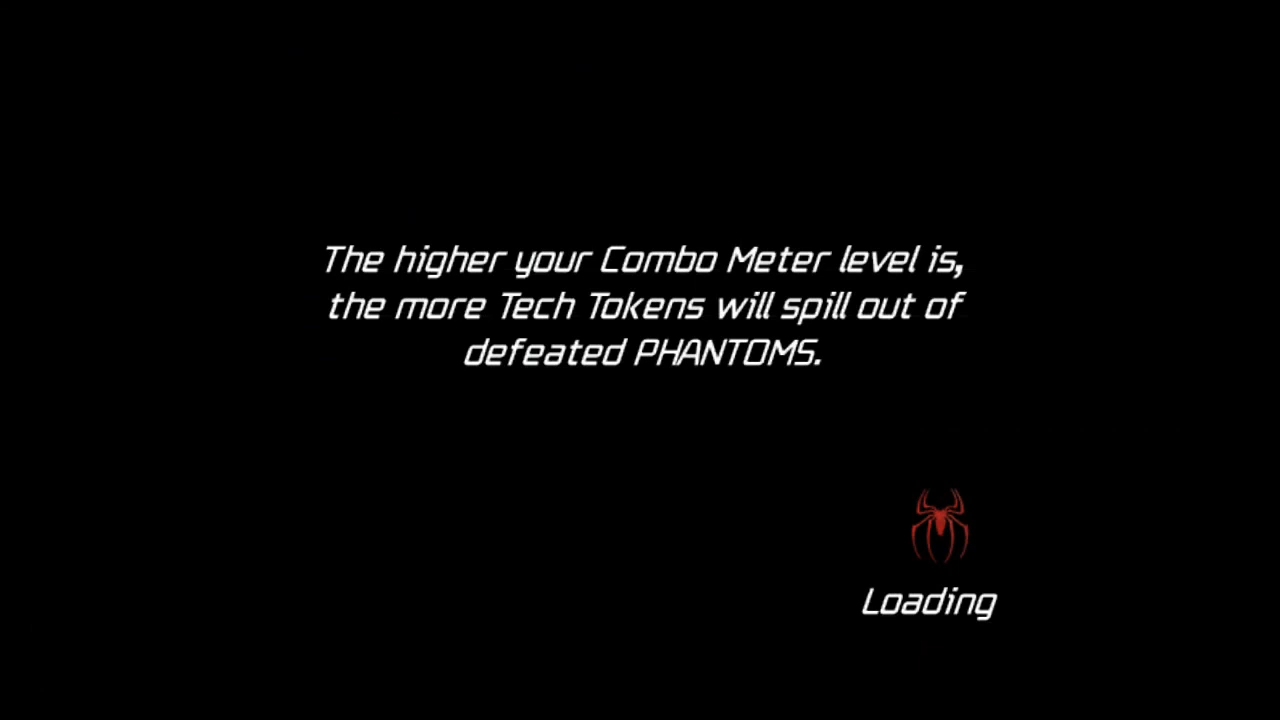 The higher your Combo Meter level is,
the more Tech Tokens will spill out of
defeated PHANTOMS.
Loading